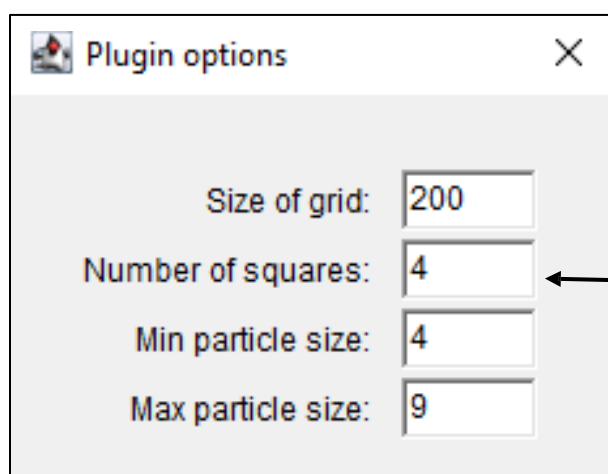 Plugin options
Size of grid: 200
Number of squares: 4
Min particle size: 4
Max particle size: 9